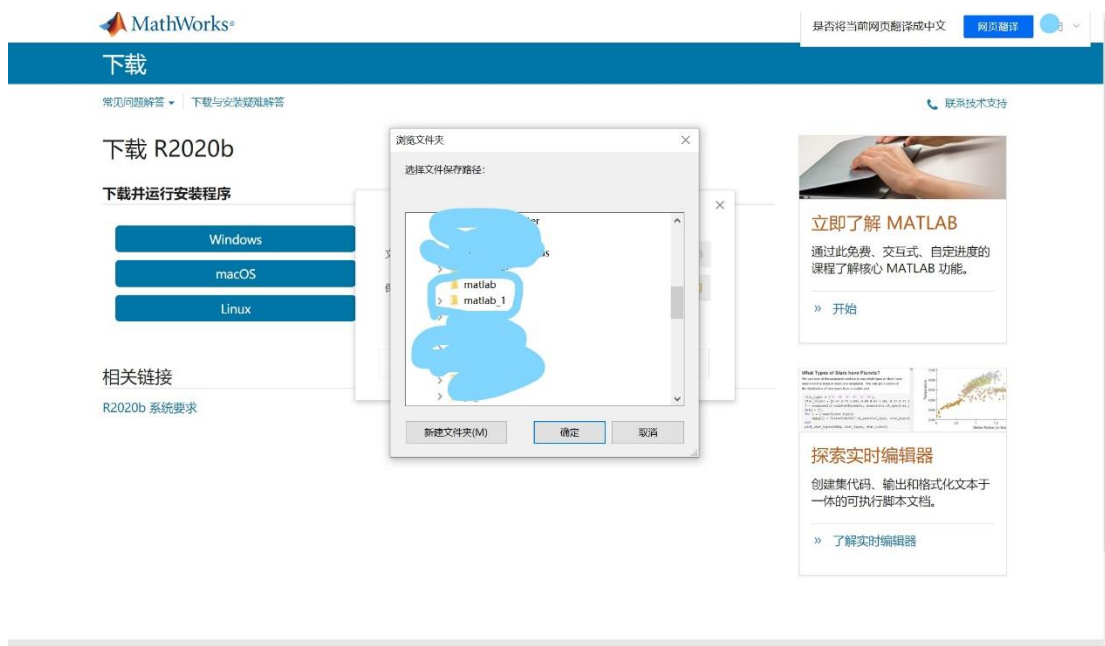 MathWorks®
是否将当前网页翻译成中文
网页翻译
下载
常见问题解答
下载与安装疑难解答
联系技术支持
下载 R2020b
下载并运行安装程序
Windows
macOS
Linux
相关链接
R2020b 系统要求
浏览文件夹
选择文件保存路径:
matlab
matlab_1
新建文件夹(M)
确定
取消
立即了解 MATLAB
通过此免费、交互式、自定进度的
课程了解核心 MATLAB 功能。
» 开始
What Types of Stars have Planets?
探索实时编辑器
创建集代码、输出和格式化文本于
一体的可执行脚本文档。
» 了解实时编辑器